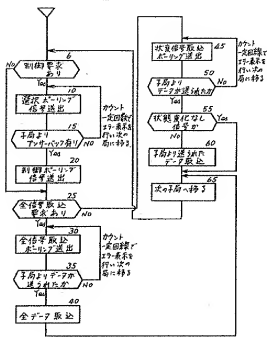 6
制御要求
あり
No
Yes
10
選択ポーリング
信号送出
カウント
一定回数で
エラー表示を
行い次の
局に移る
15
子局より
アンサーバック有り
No
Yes
20
制御ポーリング
信号送出
25
全信号取込
要求あり
No
Yes
30
全信号取込
ポーリング送出
カウント
一定回数で
エラー表示を
行い次の
局に移る
35
子局よりデータが
送られたか
No
Yes
40
全データ取込
状変信号取込
ポーリング送出
45
カウント
一定回数で
エラー表示を
行い次の
局に移る
50
子局より
データが送られたか
No
Yes
55
状態変化なし
信号か
Yes
No
60
子局より送られた
データ取込
65
次の子局へ移る